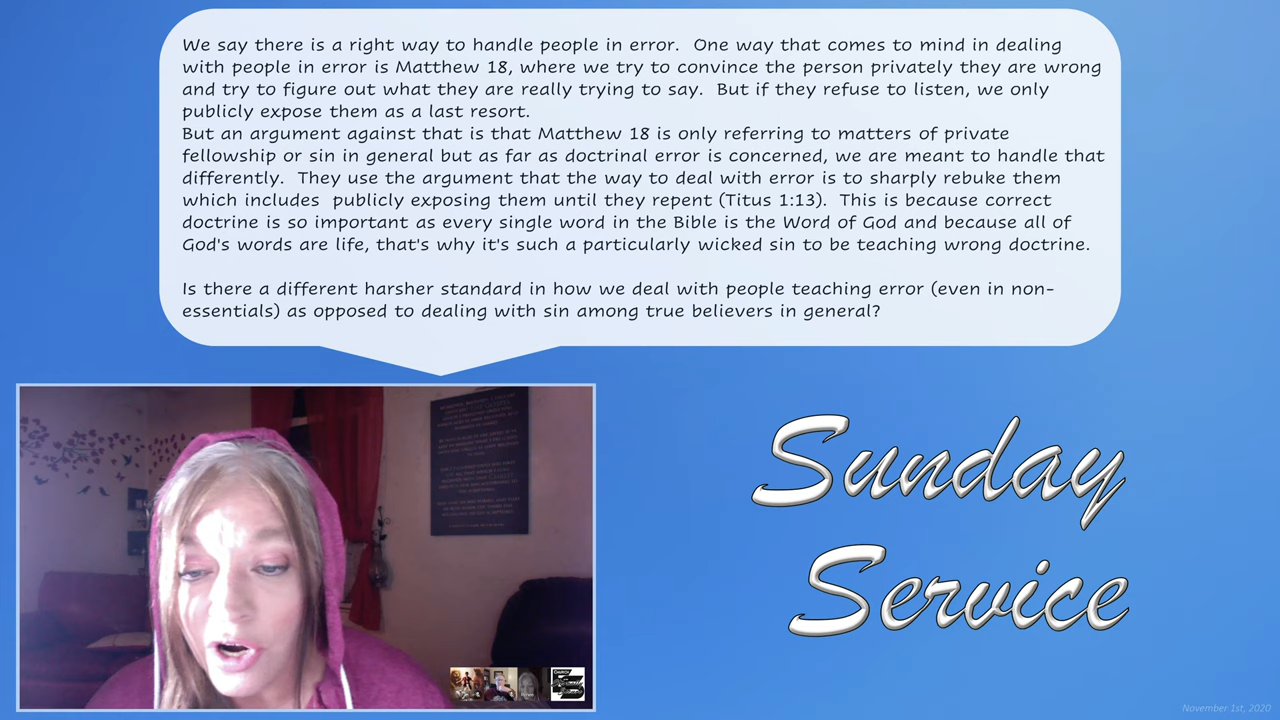 We say there is a right way to handle people in error.  One way that comes to mind in dealing
with people in error is Matthew 18, where we try to convince the person privately they are wrong
and try to figure out what they are really trying to say.  But if they refuse to listen, we only
publicly expose them as a last resort.
But an argument against that is that Matthew 18 is only referring to matters of private
fellowship or sin in general but as far as doctrinal error is concerned, we are meant to handle that
differently.  They use the argument that the way to deal with error is to sharply rebuke them
which includes  publicly exposing them until they repent (Titus 1:13).  This is because correct
doctrine is so important as every single word in the Bible is the Word of God and because all of
God's words are life, that's why it's such a particularly wicked sin to be teaching wrong doctrine.
Is there a different harsher standard in how we deal with people teaching error (even in non-
essentials) as opposed to dealing with sin among true believers in general?
Sunday
Service
November 1st, 2020